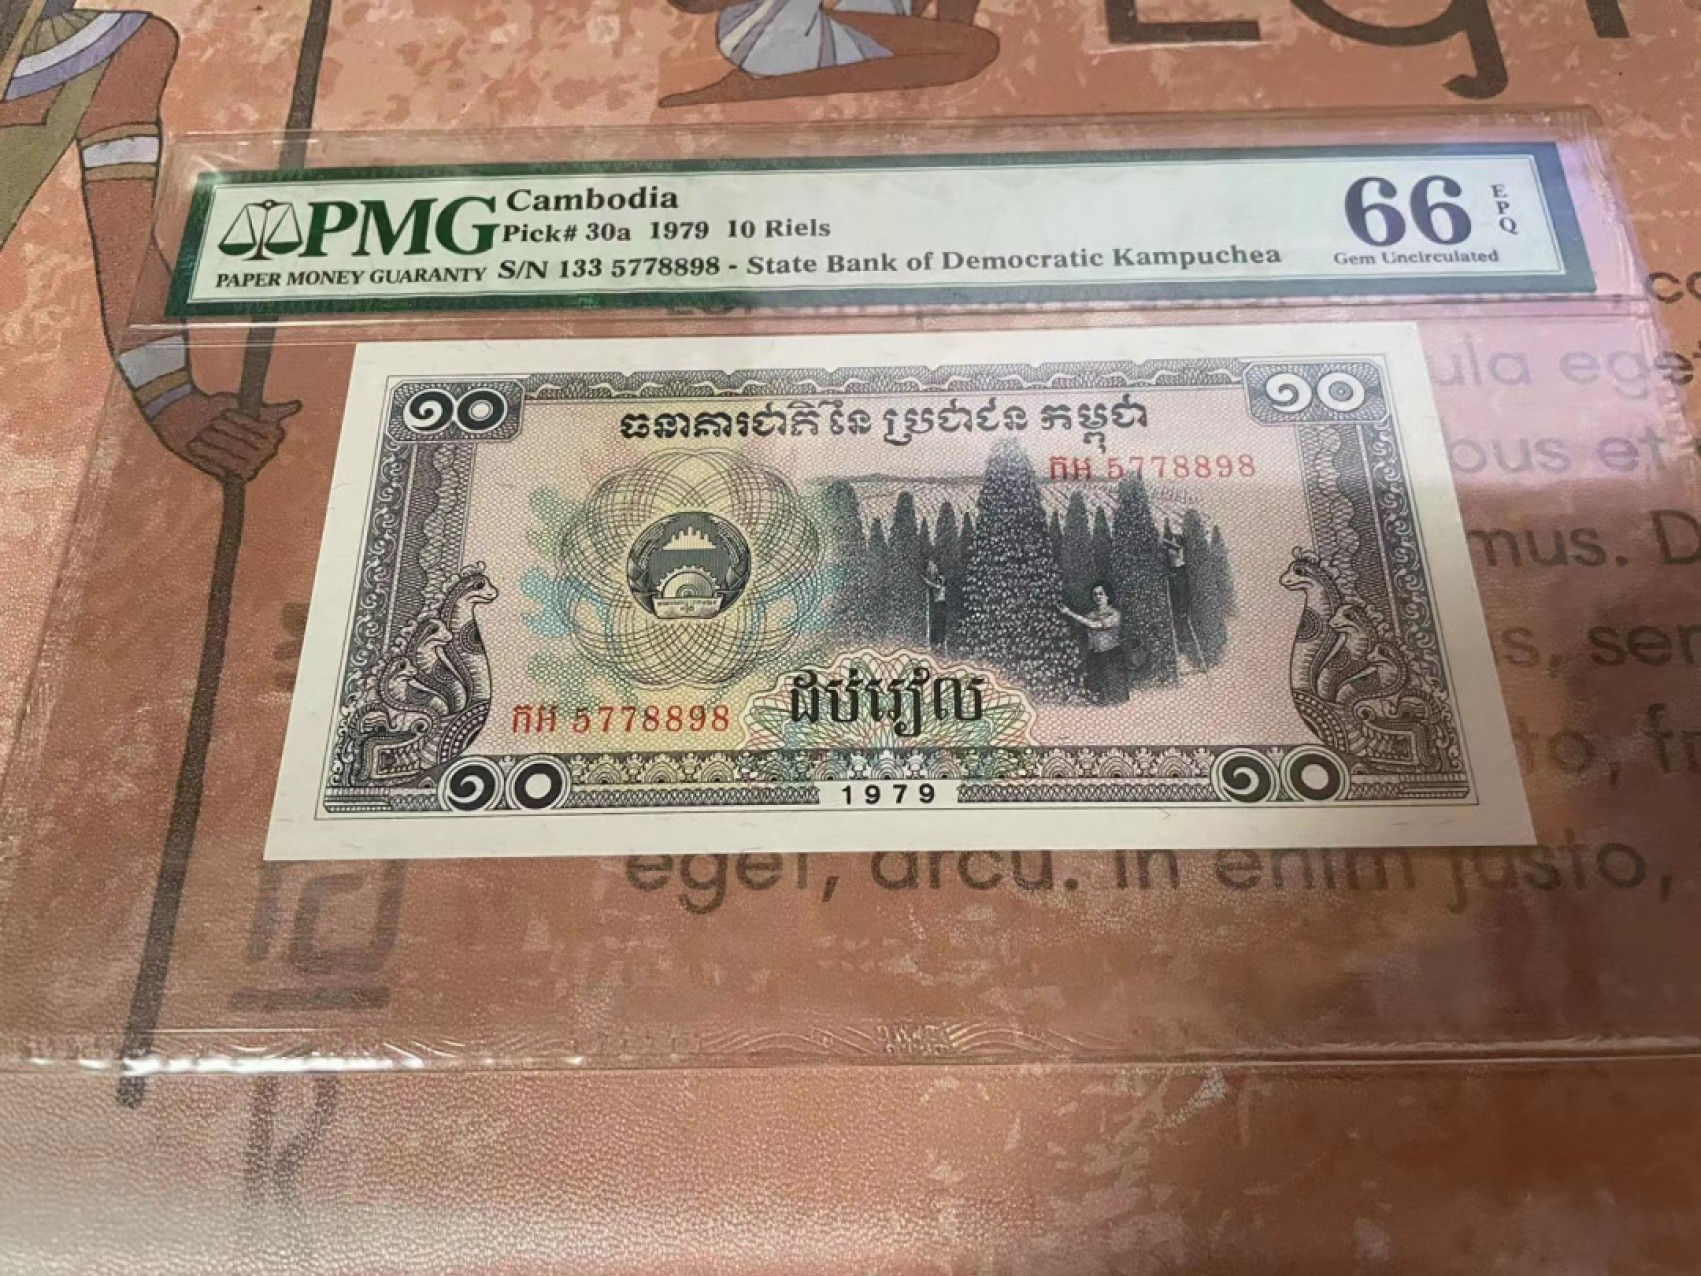 Cambodia
PMG Pick# 30a 1979 10 Riels
PAPER MONEY GUARANTY S/N 133 5778898 - State Bank of Democratic Kampuchea
66 EPQ
Gem Uncirculated
១០ ១០
ធនាគារជាតិនៃ ប្រជាជន កម្ពុជា
កអ 5778898
កអ 5778898
ដប់រៀល
១០ ១០
1979
ula eget
bus et
mus. D
eget, arcu. In enim justo,